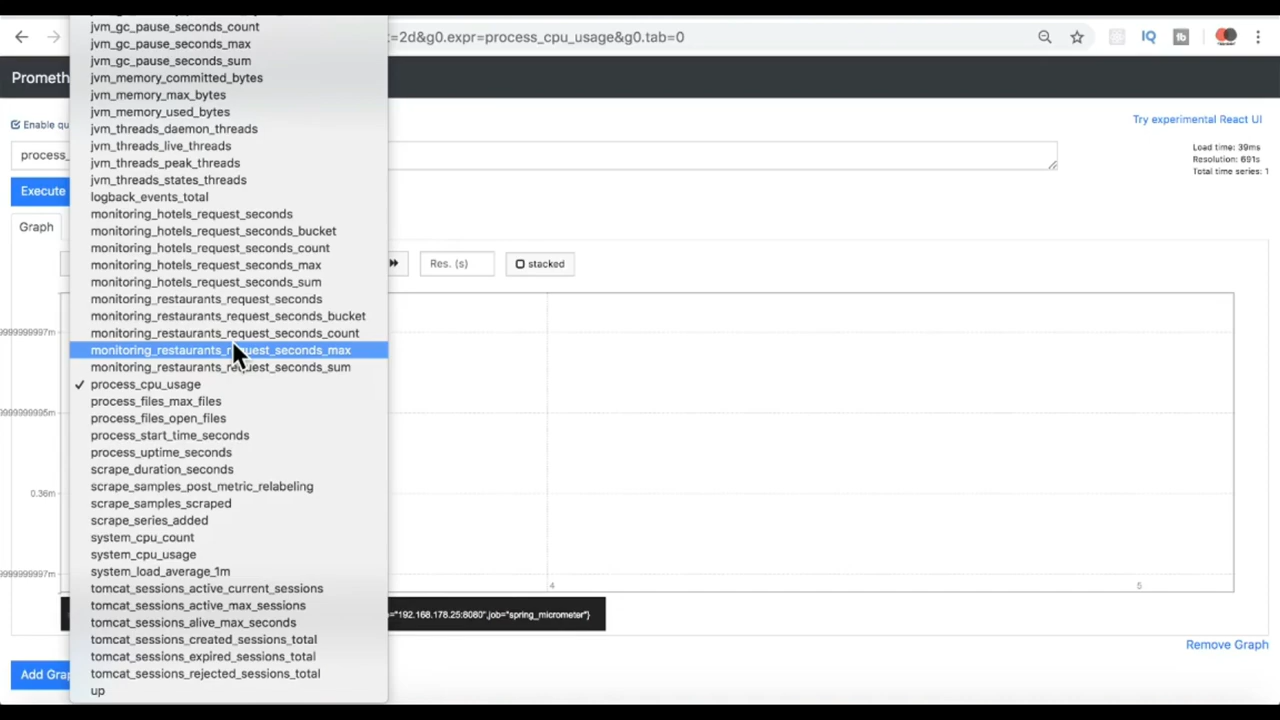 jvm_gc_pause_seconds_count
jvm_gc_pause_seconds_max
jvm_gc_pause_seconds_sum
jvm_memory_committed_bytes
jvm_memory_max_bytes
jvm_memory_used_bytes
jvm_threads_daemon_threads
jvm_threads_live_threads
jvm_threads_peak_threads
jvm_threads_states_threads
logback_events_total
monitoring_hotels_request_seconds
monitoring_hotels_request_seconds_bucket
monitoring_hotels_request_seconds_count
monitoring_hotels_request_seconds_max
monitoring_hotels_request_seconds_sum
monitoring_restaurants_request_seconds
monitoring_restaurants_request_seconds_bucket
monitoring_restaurants_request_seconds_count
monitoring_restaurants_request_seconds_max
monitoring_restaurants_request_seconds_sum
✓ process_cpu_usage
process_files_max_files
process_files_open_files
process_start_time_seconds
process_uptime_seconds
scrape_duration_seconds
scrape_samples_post_metric_relabeling
scrape_samples_scraped
scrape_series_added
system_cpu_count
system_cpu_usage
system_load_average_1m
tomcat_sessions_active_current_sessions
tomcat_sessions_active_max_sessions
tomcat_sessions_alive_max_seconds
tomcat_sessions_created_sessions_total
tomcat_sessions_expired_sessions_total
tomcat_sessions_rejected_sessions_total
up
=2d&g0.expr=process_cpu_usage&g0.tab=0
IQ
Prometh
Enable qu
Try experimental React UI
process_
Load time: 39ms
Resolution: 691s
Total time series: 1
Execute
Graph
Res. (s)
stacked
9999999997m
9999999995m
0.36m
9999999997m
4
5
="192.168.178.25:8080",job="spring_micrometer"}
Remove Graph
Add Grap